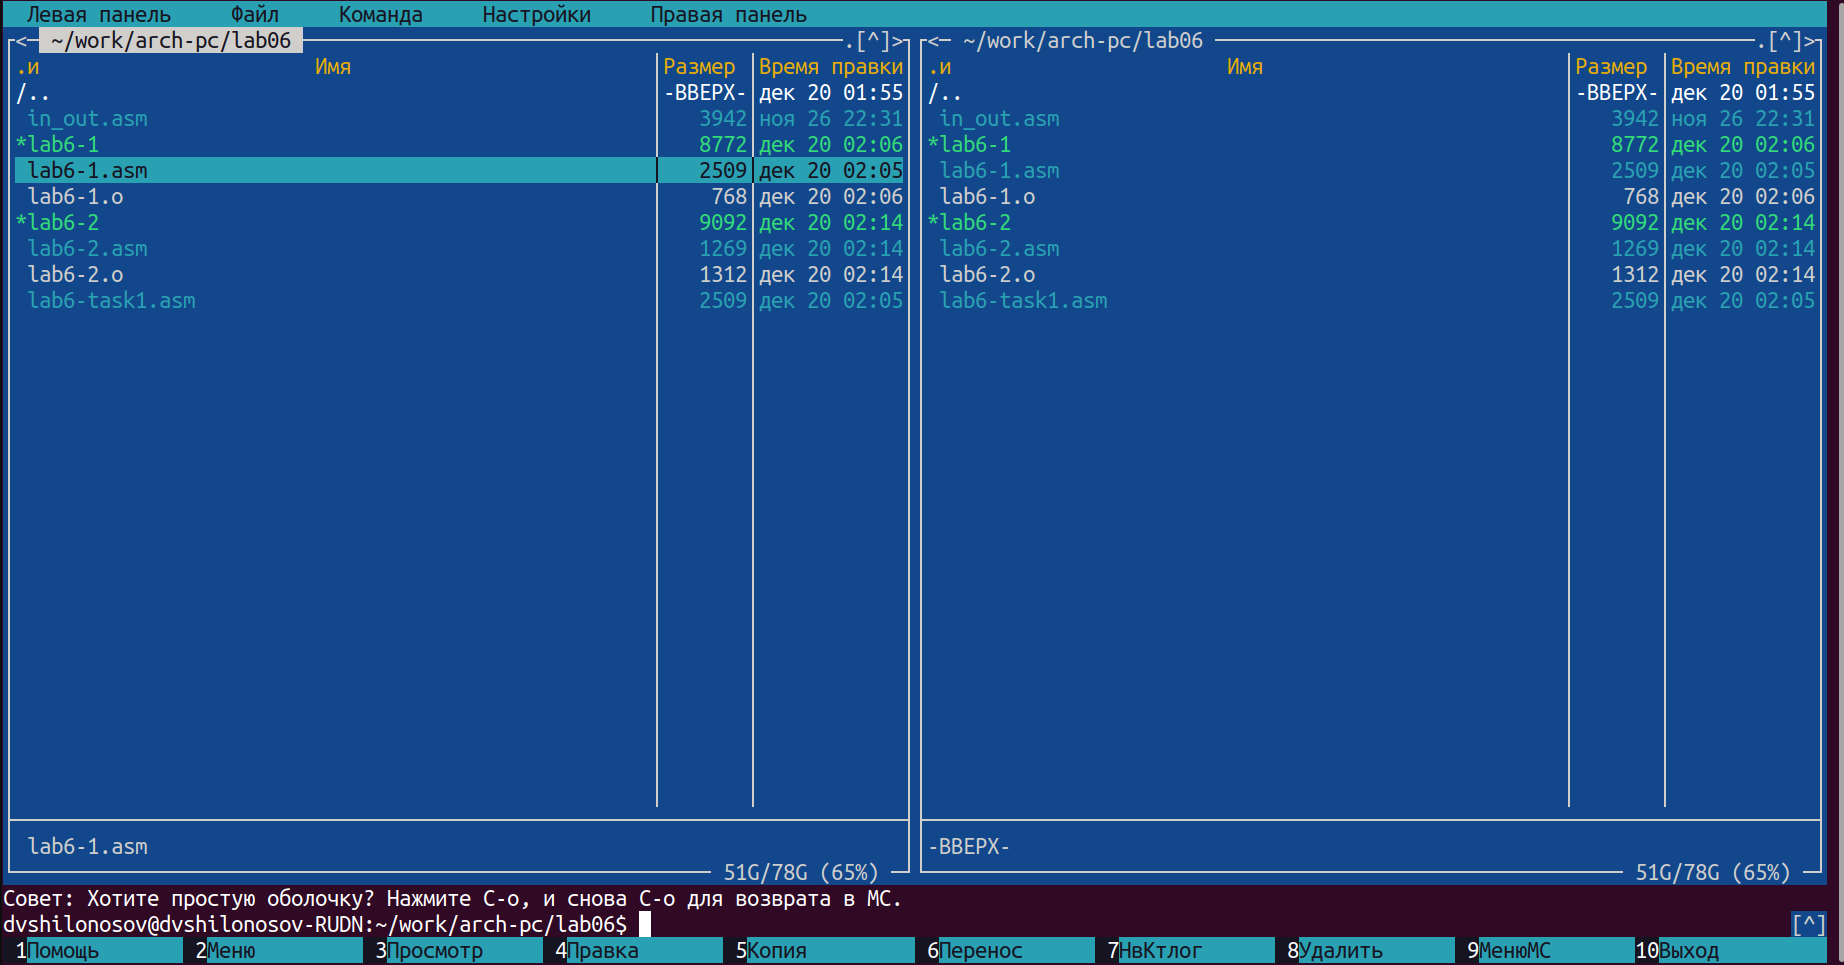 Левая панель Файл Команда Настройки Правая панель
<─ ~/work/arch-pc/lab06 .[^]> <─ ~/work/arch-pc/lab06 .[^]>
.и Имя Размер Время правки .и Имя Размер Время правки
/.. -ВВЕРХ- дек 20 01:55 /.. -ВВЕРХ- дек 20 01:55
in_out.asm 3942 ноя 26 22:31 in_out.asm 3942 ноя 26 22:31
*lab6-1 8772 дек 20 02:06 *lab6-1 8772 дек 20 02:06
lab6-1.asm 2509 дек 20 02:05 lab6-1.asm 2509 дек 20 02:05
lab6-1.o 768 дек 20 02:06 lab6-1.o 768 дек 20 02:06
*lab6-2 9092 дек 20 02:14 *lab6-2 9092 дек 20 02:14
lab6-2.asm 1269 дек 20 02:14 lab6-2.asm 1269 дек 20 02:14
lab6-2.o 1312 дек 20 02:14 lab6-2.o 1312 дек 20 02:14
lab6-task1.asm 2509 дек 20 02:05 lab6-task1.asm 2509 дек 20 02:05
lab6-1.asm -ВВЕРХ-
51G/78G (65%) 51G/78G (65%)
Совет: Хотите простую оболочку? Нажмите C-o, и снова C-o для возврата в MC.
dvshilonosov@dvshilonosov-RUDN:~/work/arch-pc/lab06$ [^]
1Помощь 2Меню 3Просмотр 4Правка 5Копия 6Перенос 7НвКтлог 8Удалить 9МенюMC 10Выход